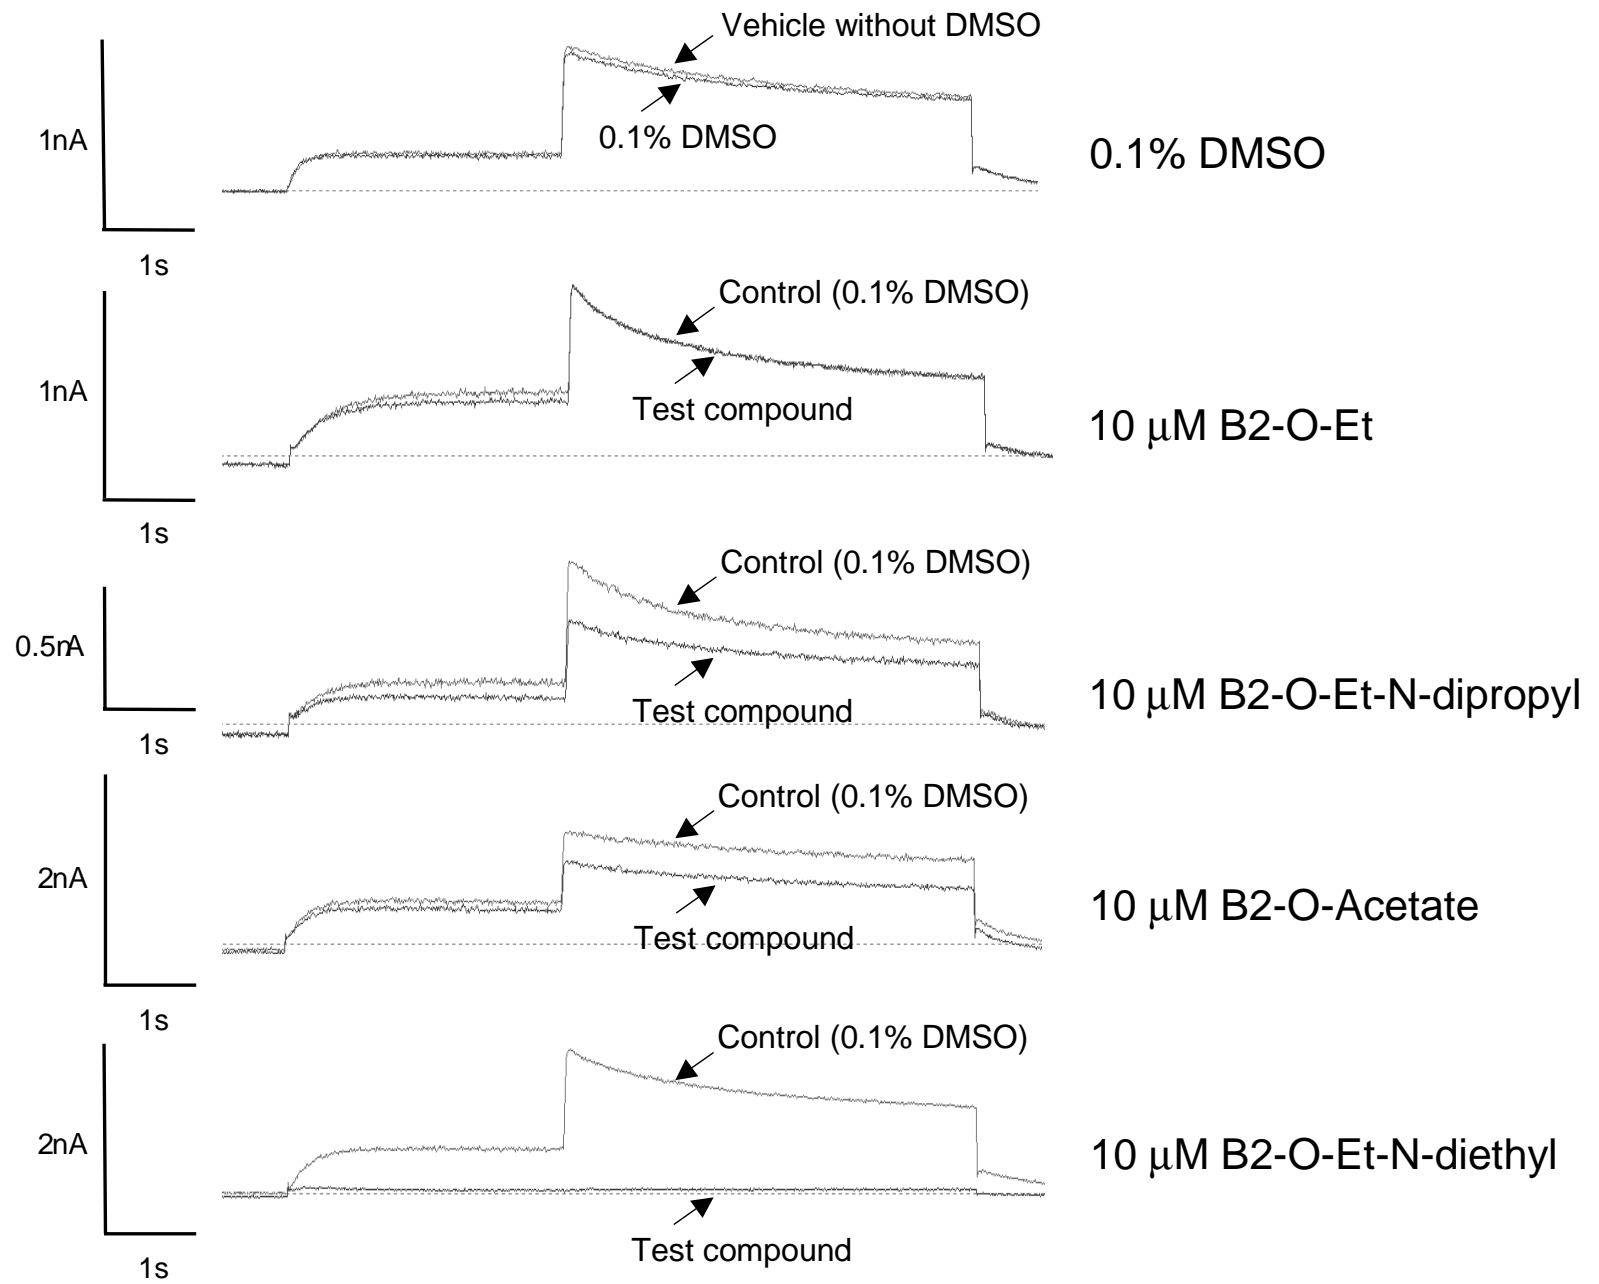 Vehicle without DMSO
1nA
0.1% DMSO
0.1% DMSO
1s
Control (0.1% DMSO)
1nA
Test compound
10 μM B2-O-Et
1s
Control (0.1% DMSO)
0.5nA
Test compound
10 μM B2-O-Et-N-dipropyl
1s
Control (0.1% DMSO)
2nA
Test compound
10 μM B2-O-Acetate
1s
Control (0.1% DMSO)
2nA
10 μM B2-O-Et-N-diethyl
Test compound
1s